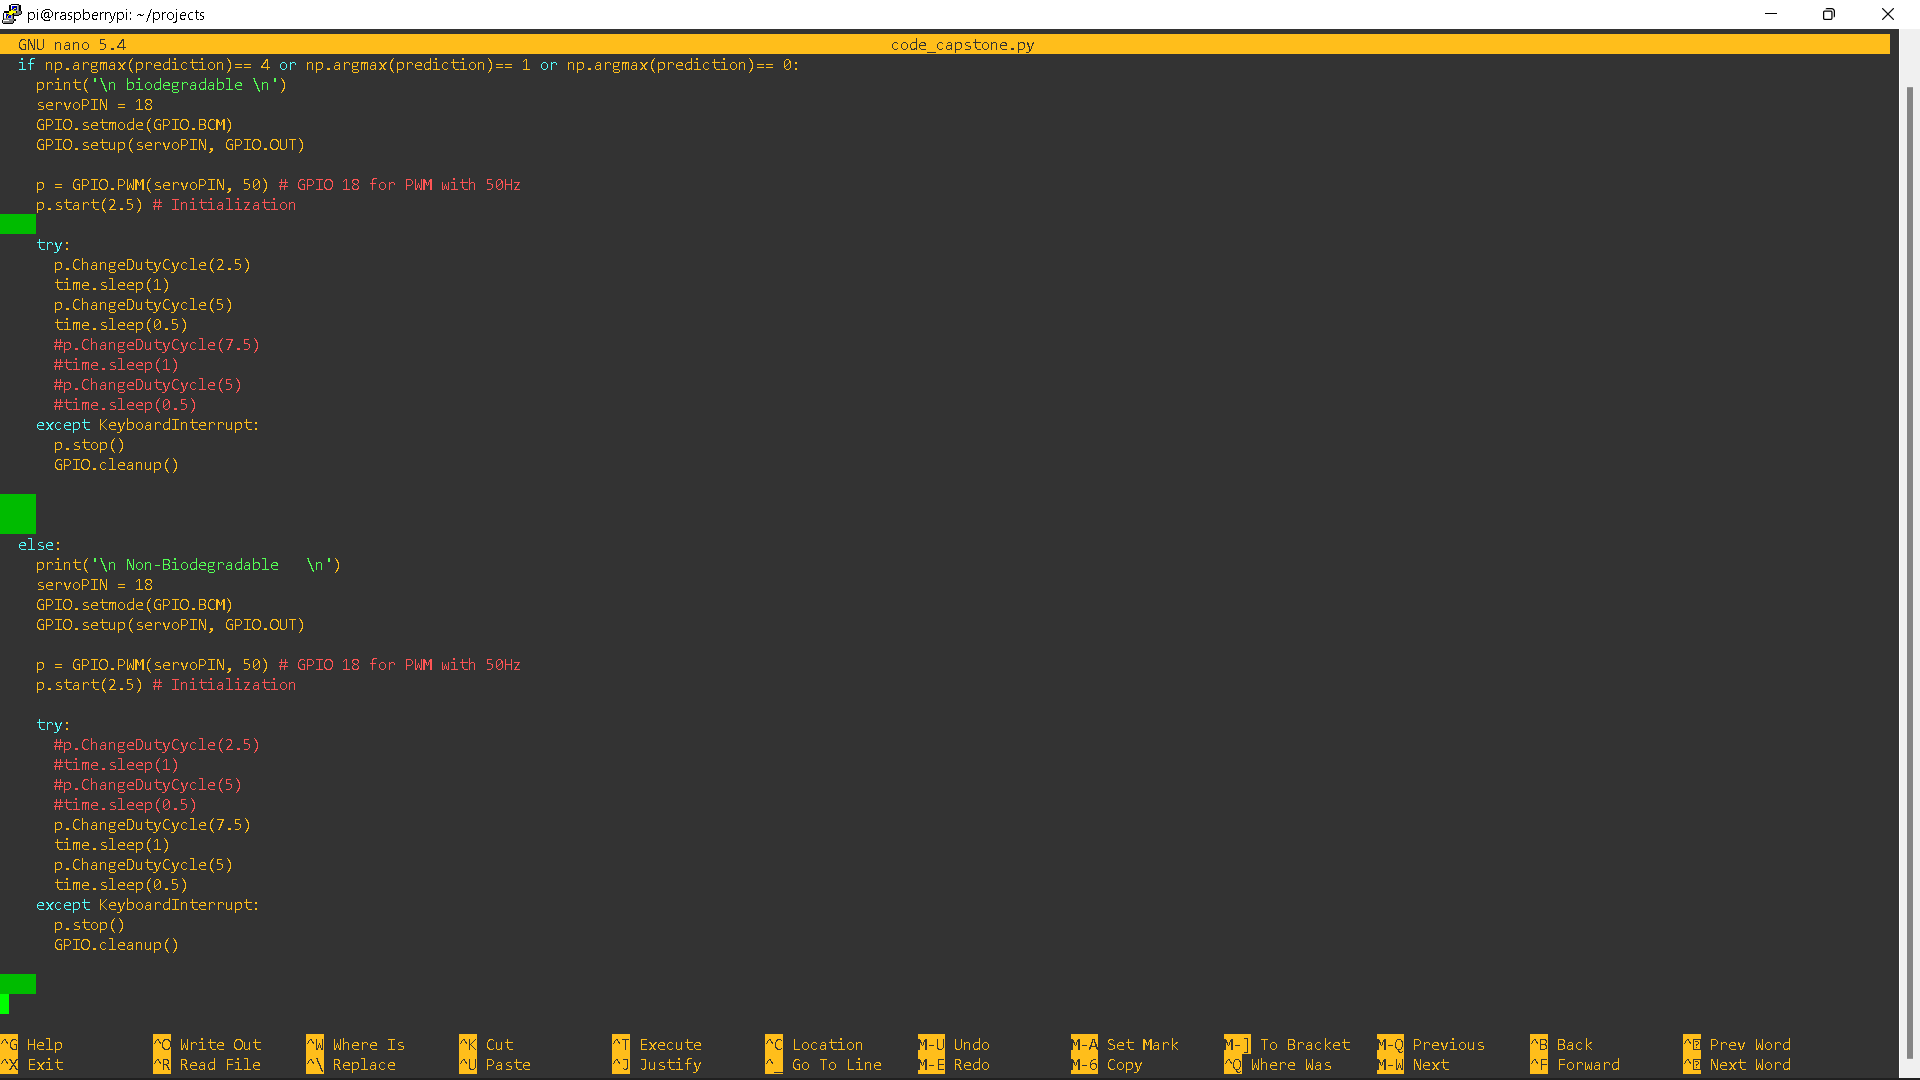 pi@raspberrypi: ~/projects
GNU nano 5.4 code_capstone.py
if np.argmax(prediction)== 4 or np.argmax(prediction)== 1 or np.argmax(prediction)== 0:
print('\n biodegradable \n')
servoPIN = 18
GPIO.setmode(GPIO.BCM)
GPIO.setup(servoPIN, GPIO.OUT)
p = GPIO.PWM(servoPIN, 50) # GPIO 18 for PWM with 50Hz
p.start(2.5) # Initialization
try:
p.ChangeDutyCycle(2.5)
time.sleep(1)
p.ChangeDutyCycle(5)
time.sleep(0.5)
#p.ChangeDutyCycle(7.5)
#time.sleep(1)
#p.ChangeDutyCycle(5)
#time.sleep(0.5)
except KeyboardInterrupt:
p.stop()
GPIO.cleanup()
else:
print('\n Non-Biodegradable   \n')
servoPIN = 18
GPIO.setmode(GPIO.BCM)
GPIO.setup(servoPIN, GPIO.OUT)
p = GPIO.PWM(servoPIN, 50) # GPIO 18 for PWM with 50Hz
p.start(2.5) # Initialization
try:
#p.ChangeDutyCycle(2.5)
#time.sleep(1)
#p.ChangeDutyCycle(5)
#time.sleep(0.5)
p.ChangeDutyCycle(7.5)
time.sleep(1)
p.ChangeDutyCycle(5)
time.sleep(0.5)
except KeyboardInterrupt:
p.stop()
GPIO.cleanup()
^G Help ^O Write Out ^W Where Is ^K Cut ^T Execute ^C Location M-U Undo M-A Set Mark M-] To Bracket M-Q Previous ^B Back ^ Prev Word
^X Exit ^R Read File ^\ Replace ^U Paste ^J Justify ^_ Go To Line M-E Redo M-6 Copy ^Q Where Was M-W Next ^F Forward ^ Next Word